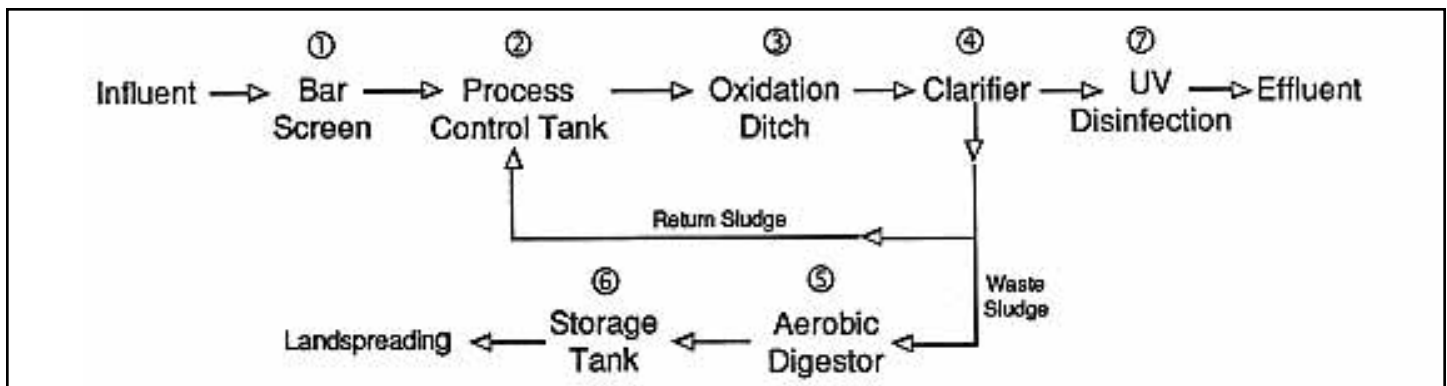 ① ② ③ ④ ⑦
Influent Bar Process Oxidation Clarifier UV Effluent
Screen Control Tank Ditch Disinfection
Return Sludge
⑥ ⑤ Waste
Sludge
Storage Aerobic
Landspreading
Tank Digestor